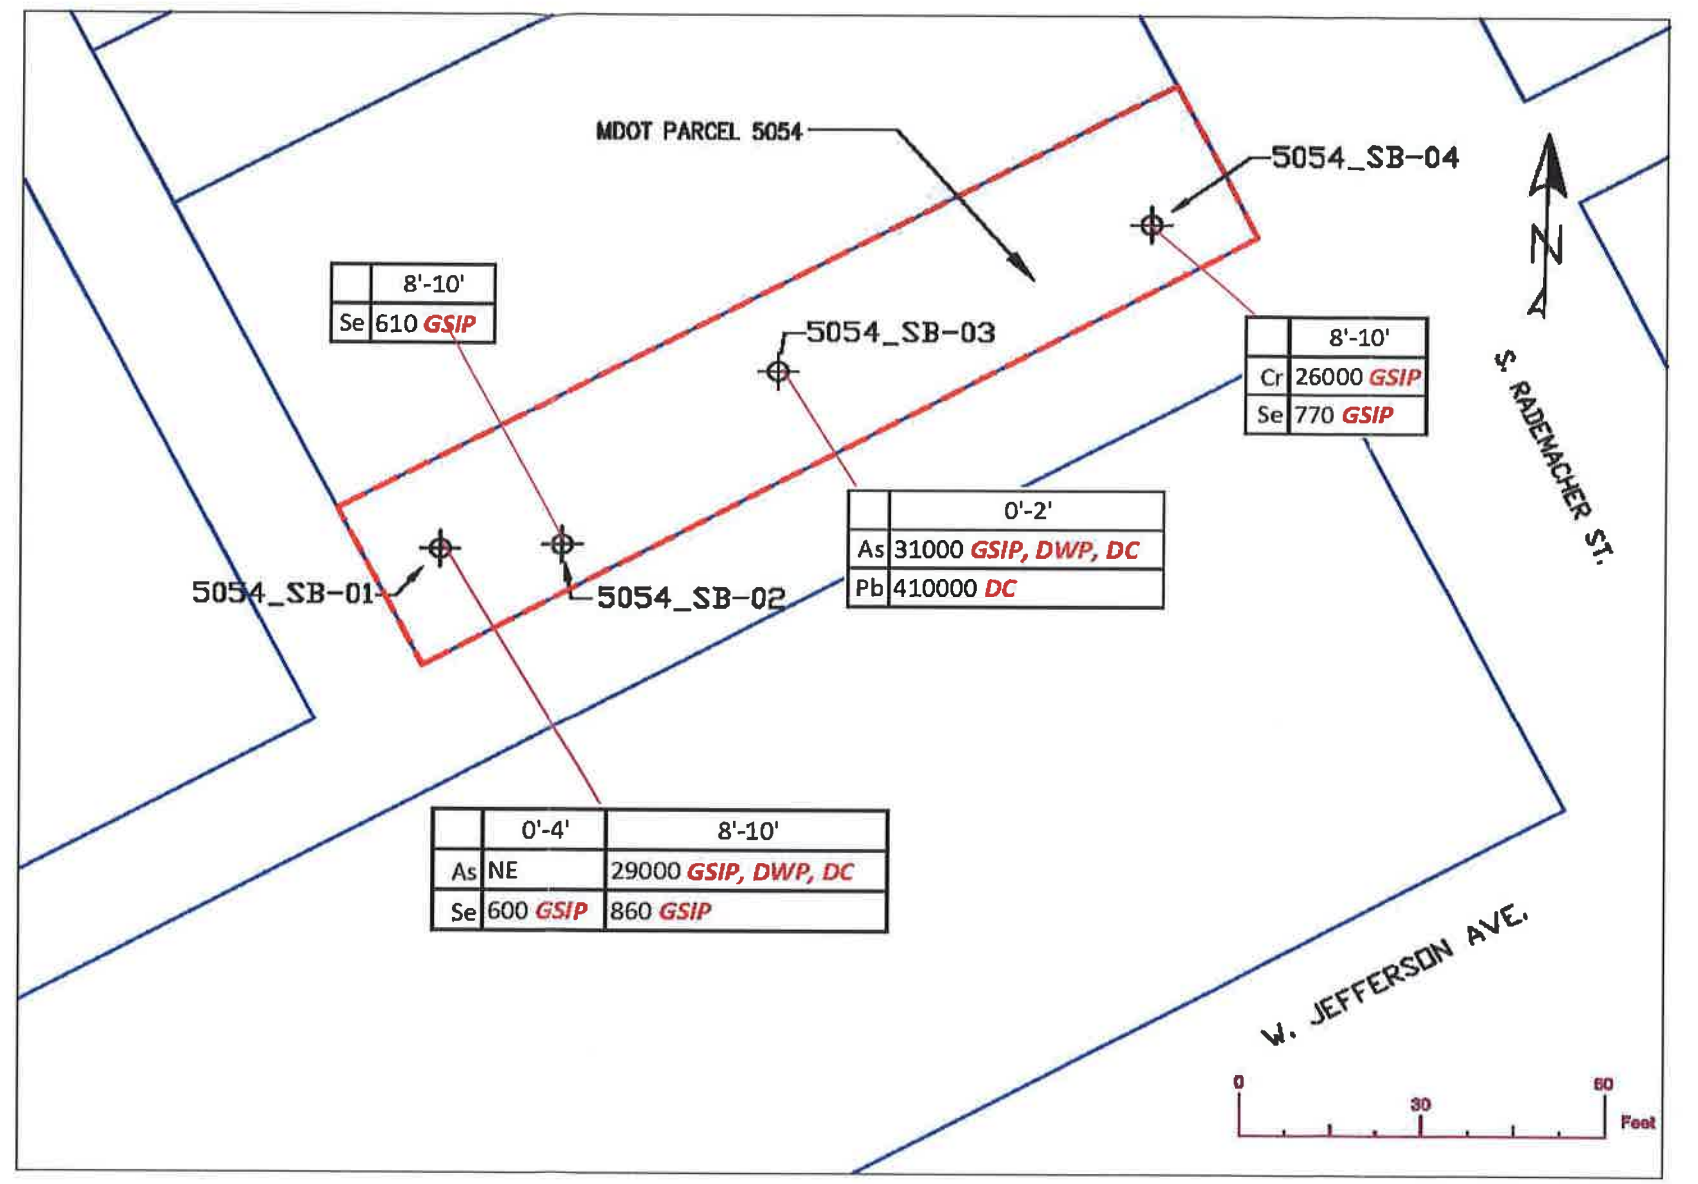 MDOT PARCEL 5054
5054_SB-04
N
8'-10'
Se 610 GSIP
5054_SB-03
8'-10'
Cr 26000 GSIP
Se 770 GSIP
S. RADEMACHER ST.
0'-2'
As 31000 GSIP, DWP, DC
Pb 410000 DC
5054_SB-01
5054_SB-02
0'-4' 8'-10'
As NE 29000 GSIP, DWP, DC
Se 600 GSIP 860 GSIP
W. JEFFERSON AVE.
0 30 60
Feet